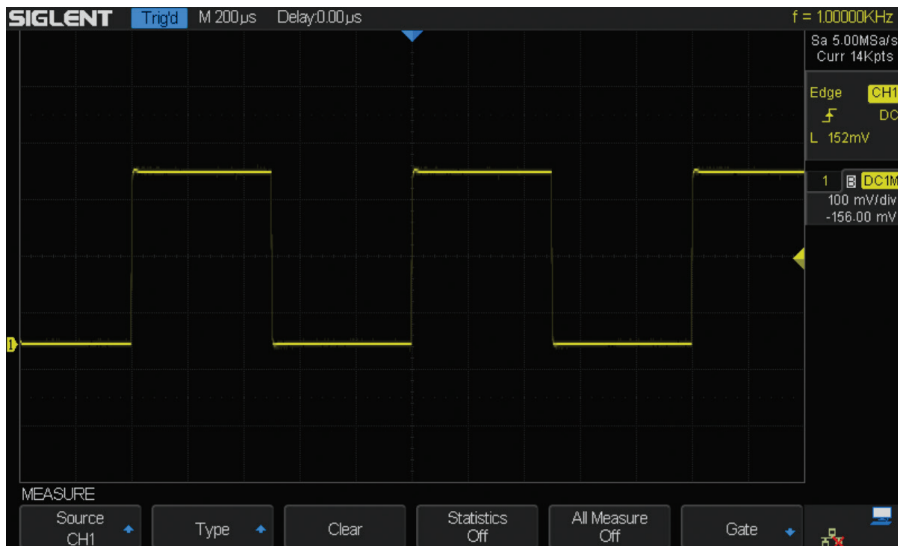 SIGLENT Trig'd M 200µs Delay:0.00µs f = 1.00000KHz
Sa 5.00MSa/s
Curr 14Kpts
Edge CH1
DC
L 152mV
1 B DC1M
100 mV/div
-156.00 mV
1
MEASURE
Source
CH1
Type
Clear
Statistics
Off
All Measure
Off
Gate